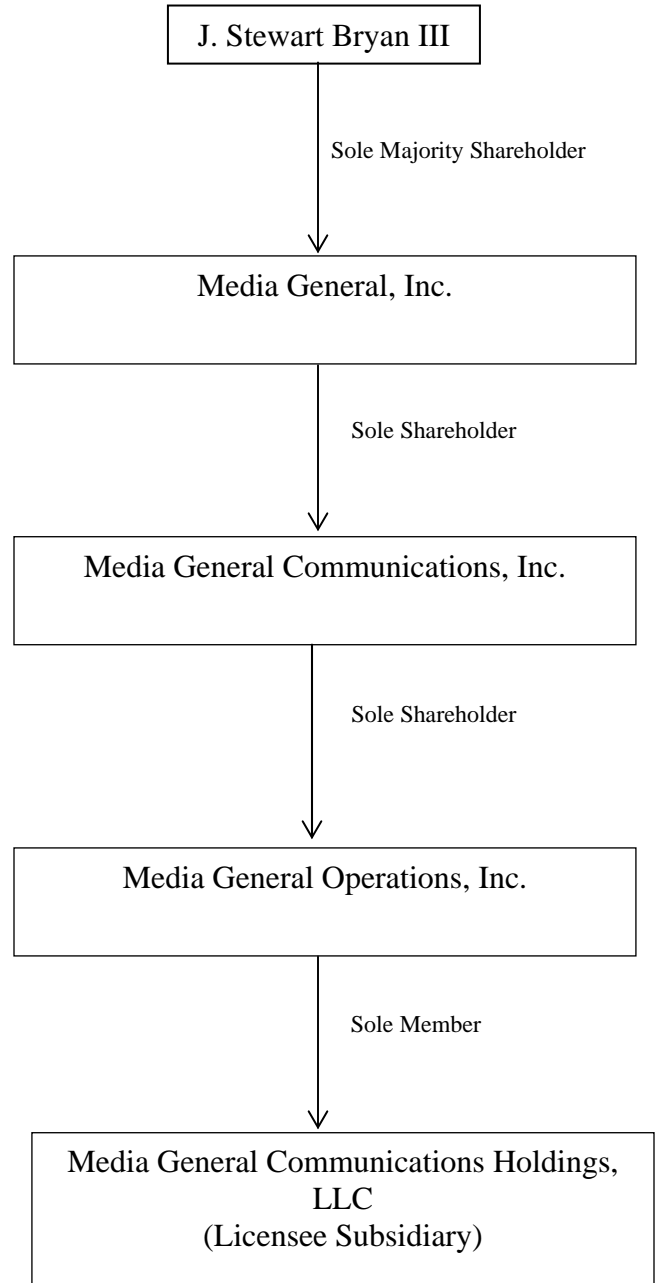 J. Stewart Bryan III
Sole Majority Shareholder
Media General, Inc.
Sole Shareholder
Media General Communications, Inc.
Sole Shareholder
Media General Operations, Inc.
Sole Member
Media General Communications Holdings,
LLC
(Licensee Subsidiary)